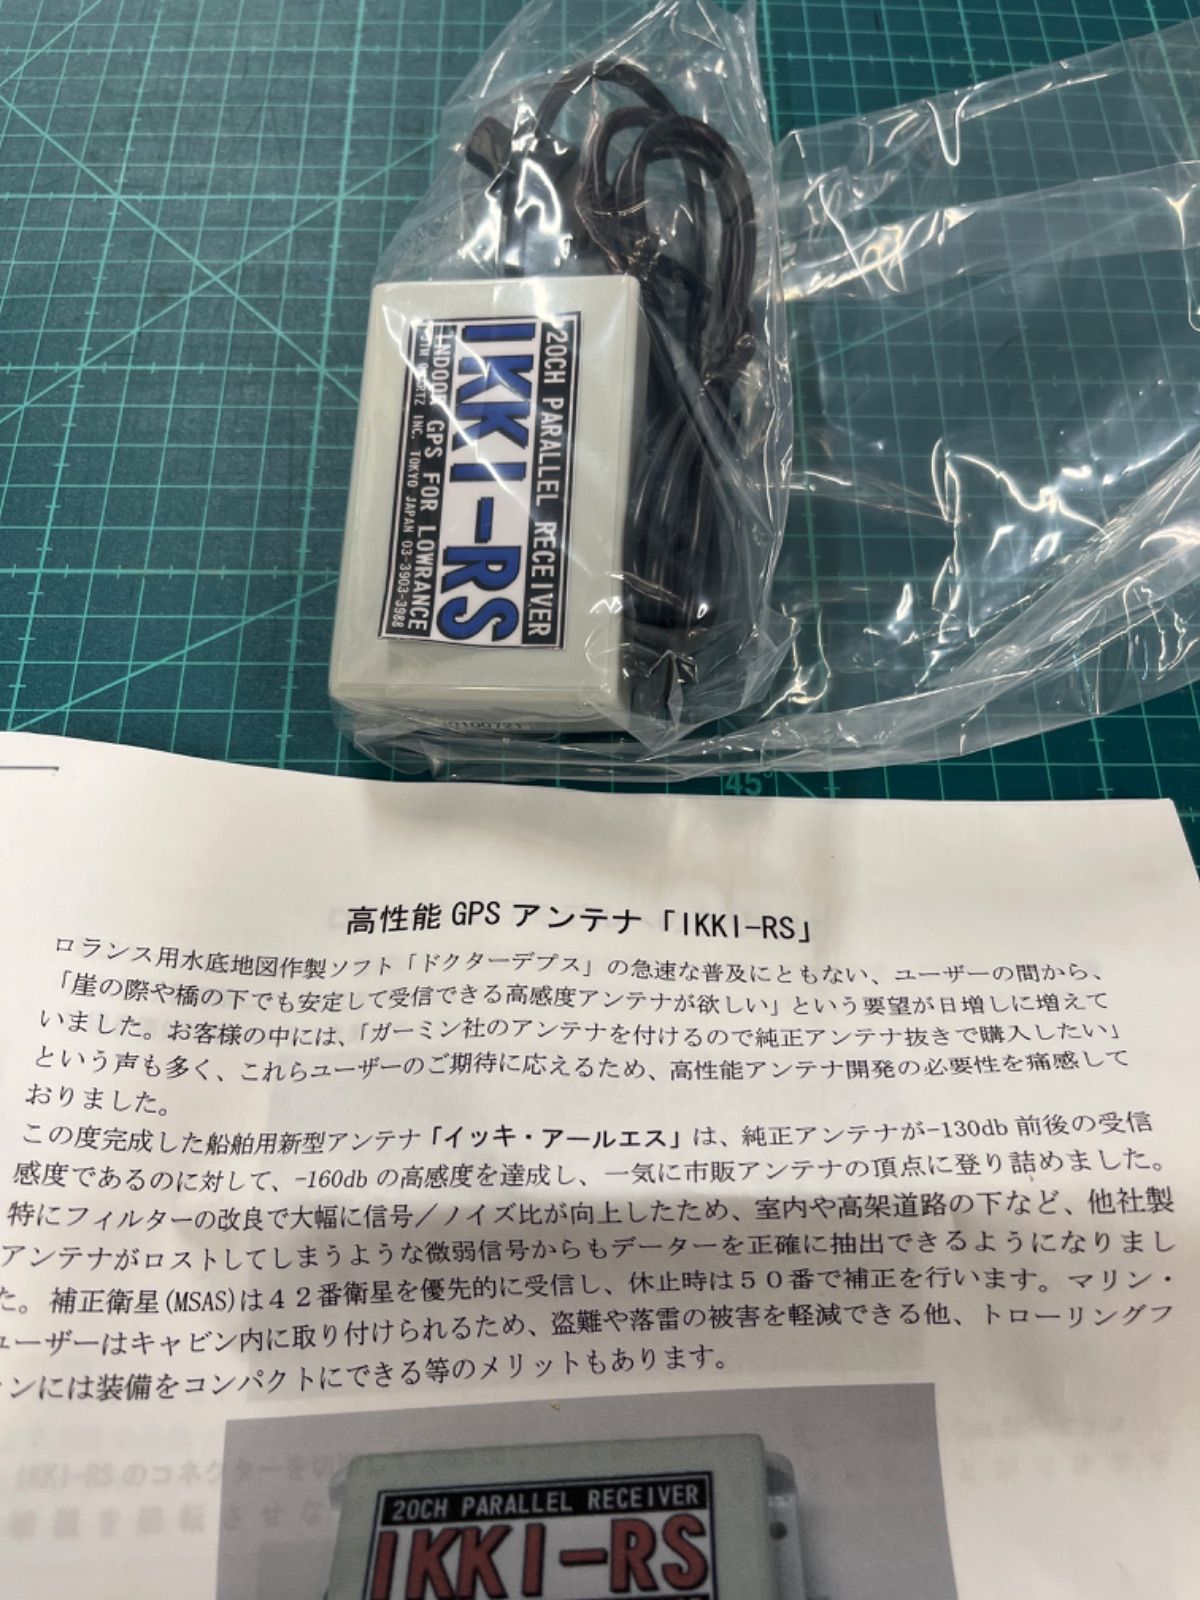 20CH PARALLEL RECEIVER
IKKI-RS
INDOOR GPS FOR LOWRANCE
INC. TOKYO JAPAN 03-3903-3988
0100721
45°
高性能 GPS アンテナ「IKKI-RS」
ロランス用水底地図作製ソフト「ドクターデプス」の急速な普及にともない、ユーザーの間から、
「崖の際や橋の下でも安定して受信できる高感度アンテナが欲しい」という要望が日増しに増えて
いました。お客様の中には、「ガーミン社のアンテナを付けるので純正アンテナ抜きで購入したい」
という声も多く、これらユーザーのご期待に応えるため、高性能アンテナ開発の必要性を痛感して
おりました。
この度完成した船舶用新型アンテナ「イッキ・アールエス」は、純正アンテナが-130db 前後の受信
感度であるのに対して、-160db の高感度を達成し、一気に市販アンテナの頂点に登り詰めました。
特にフィルターの改良で大幅に信号／ノイズ比が向上したため、室内や高架道路の下など、他社製
アンテナがロストしてしまうような微弱信号からもデーターを正確に抽出できるようになりまし
た。補正衛星(MSAS)は４２番衛星を優先的に受信し、休止時は５０番で補正を行います。マリン・
ユーザーはキャビン内に取り付けられるため、盗難や落雷の被害を軽減できる他、トローリングフ
ァンには装備をコンパクトにできる等のメリットもあります。
20CH PARALLEL RECEIVER
IKKI-RS